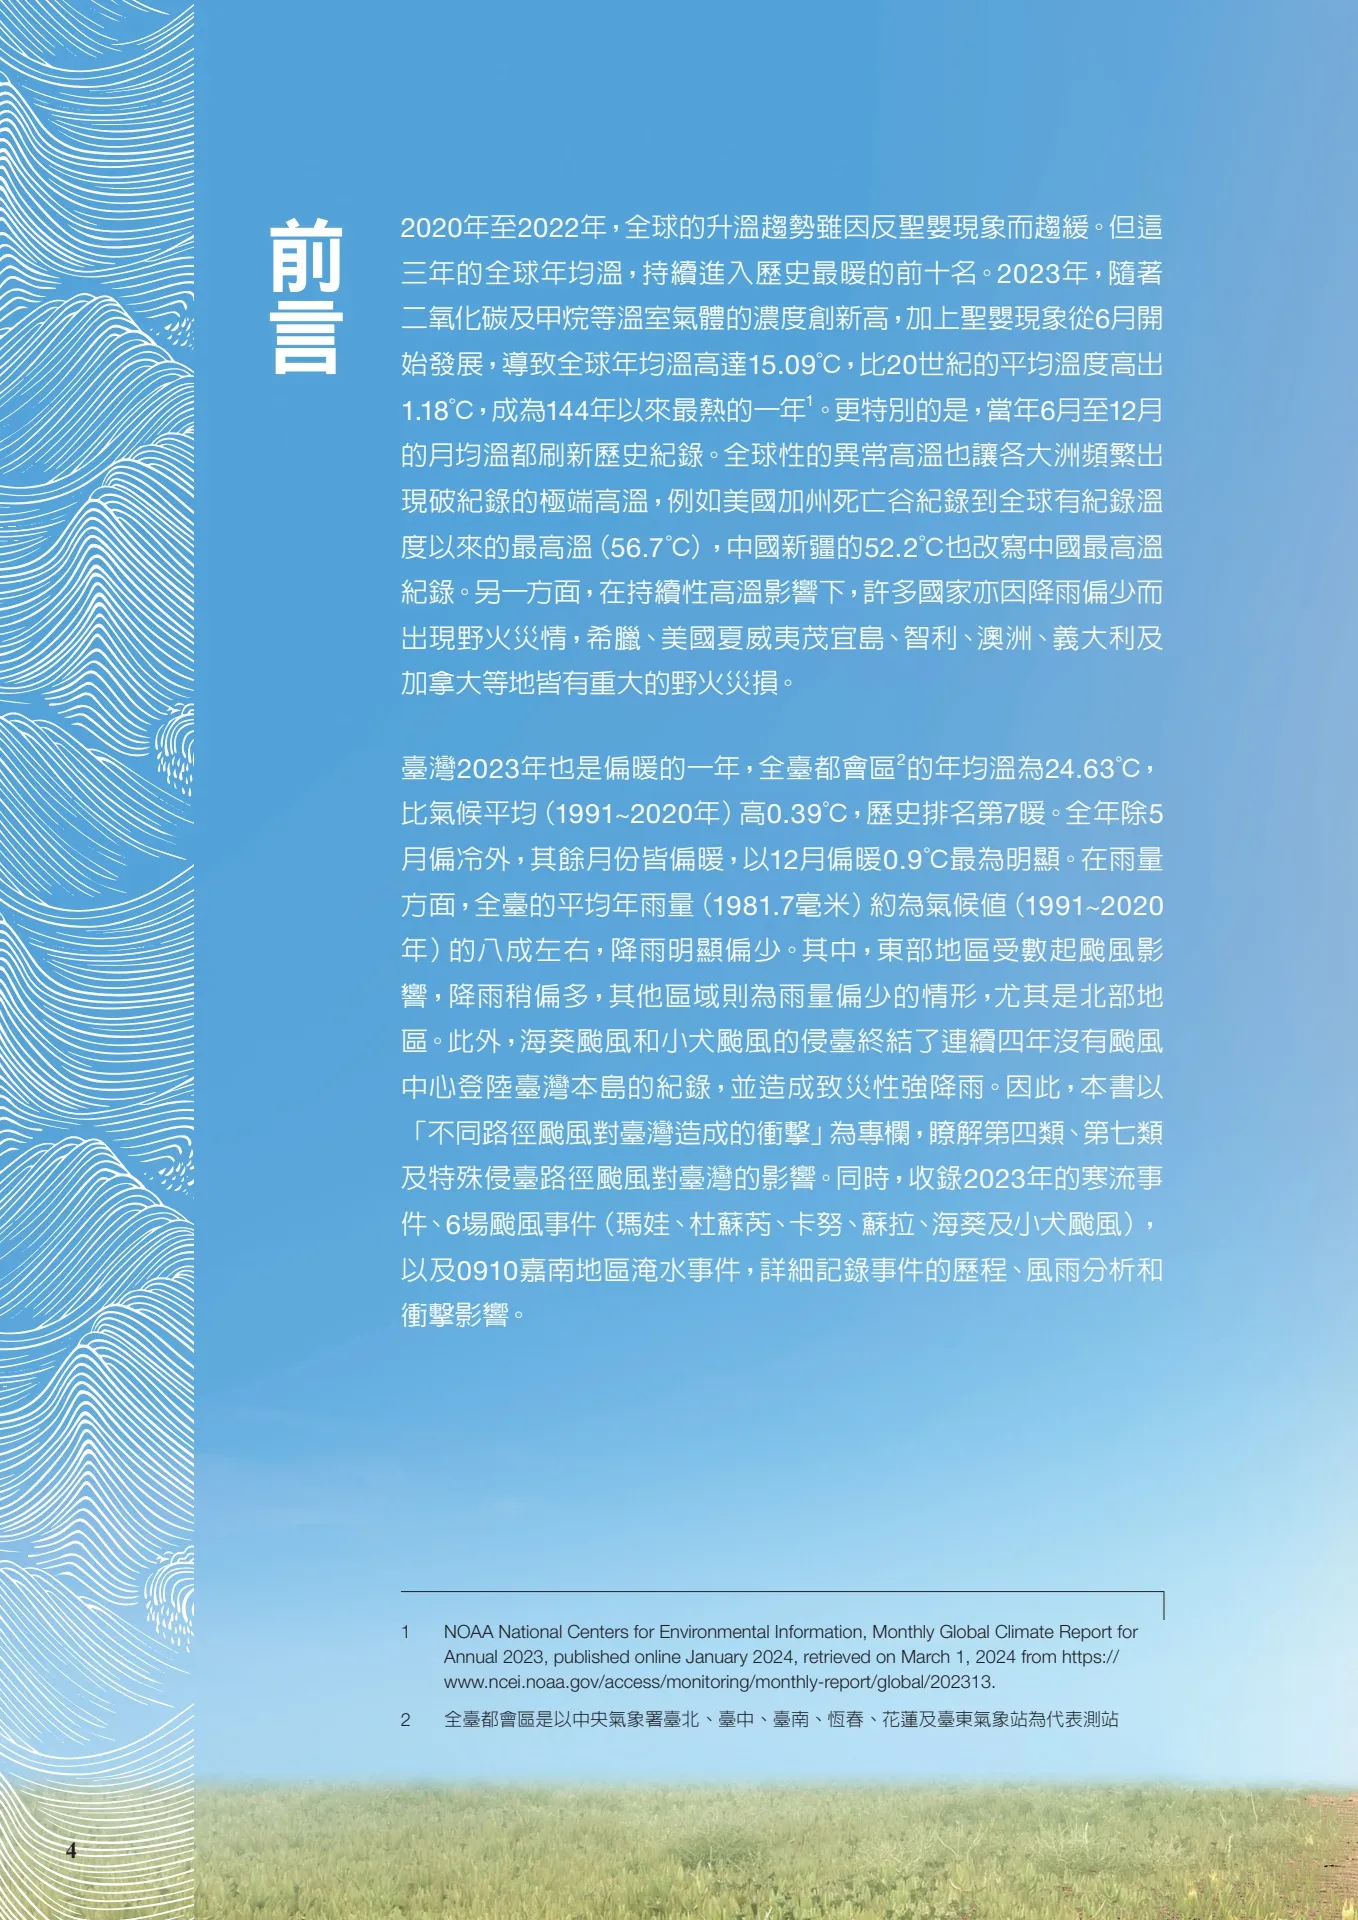 前言
2020年至2022年，全球的升溫趨勢雖因反聖嬰現象而趨緩。但這
三年的全球年均溫，持續進入歷史最暖的前十名。2023年，隨著
二氧化碳及甲烷等溫室氣體的濃度創新高，加上聖嬰現象從6月開
始發展，導致全球年均溫高達15.09℃，比20世紀的平均溫度高出
1.18℃，成為144年以來最熱的一年1。更特別的是，當年6月至12月
的月均溫都刷新歷史紀錄。全球性的異常高溫也讓各大洲頻繁出
現破紀錄的極端高溫，例如美國加州死亡谷紀錄到全球有紀錄溫
度以來的最高溫（56.7℃），中國新疆的52.2℃也改寫中國最高溫
紀錄。另一方面，在持續性高溫影響下，許多國家亦因降雨偏少而
出現野火災情，希臘、美國夏威夷茂宜島、智利、澳洲、義大利及
加拿大等地皆有重大的野火災損。
臺灣2023年也是偏暖的一年，全臺都會區2的年均溫為24.63℃，
比氣候平均（1991~2020年）高0.39℃，歷史排名第7暖。全年除5
月偏冷外，其餘月份皆偏暖，以12月偏暖0.9℃最為明顯。在雨量
方面，全臺的平均年雨量（1981.7毫米）約為氣候值（1991~2020
年）的八成左右，降雨明顯偏少。其中，東部地區受數起颱風影
響，降雨稍偏多，其他區域則為雨量偏少的情形，尤其是北部地
區。此外，海葵颱風和小犬颱風的侵臺終結了連續四年沒有颱風
中心登陸臺灣本島的紀錄，並造成致災性強降雨。因此，本書以
「不同路徑颱風對臺灣造成的衝擊」為專欄，瞭解第四類、第七類
及特殊侵臺路徑颱風對臺灣的影響。同時，收錄2023年的寒流事
件、6場颱風事件（瑪娃、杜蘇芮、卡努、蘇拉、海葵及小犬颱風），
以及0910嘉南地區淹水事件，詳細記錄事件的歷程、風雨分析和
衝擊影響。
1 NOAA National Centers for Environmental Information, Monthly Global Climate Report for
Annual 2023, published online January 2024, retrieved on March 1, 2024 from https://
www.ncei.noaa.gov/access/monitoring/monthly-report/global/202313.
2 全臺都會區是以中央氣象署臺北、臺中、臺南、恆春、花蓮及臺東氣象站為代表測站
4